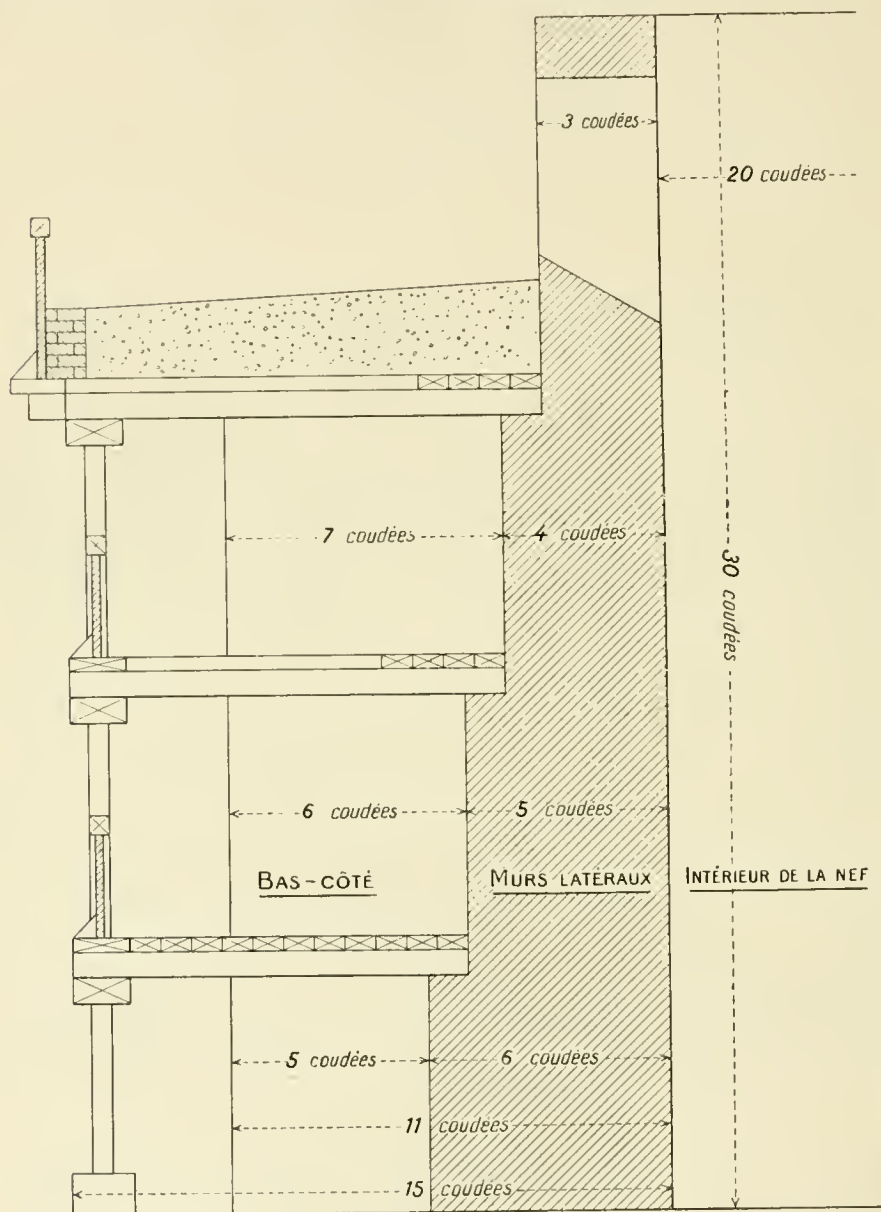 3 coudées
20 coudées
7 coudées
4 coudées
30 coudées
6 coudées
5 coudées
BAS-CÔTÉ
MURS LATÉRAUX
INTÉRIEUR DE LA NEF
5 coudées
6 coudées
11 coudées
15 coudées